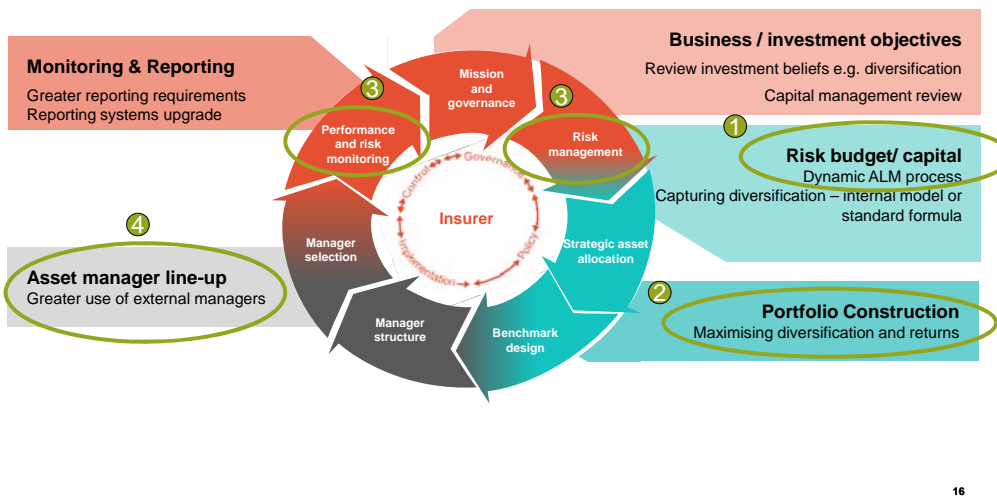 Business / investment objectives
Review investment beliefs e.g. diversification
Capital management review
Monitoring & Reporting
Greater reporting requirements
Reporting systems upgrade
3
Mission
and
governance
3
Performance
and risk
monitoring
Risk
management
1
Risk budget/ capital
Dynamic ALM process
Capturing diversification – internal model or
standard formula
Governance
Control
Policy
Implementation
Insurer
4
Manager
selection
Strategic asset
allocation
Asset manager line-up
Greater use of external managers
2
Portfolio Construction
Maximising diversification and returns
Manager
structure
Benchmark
design
16